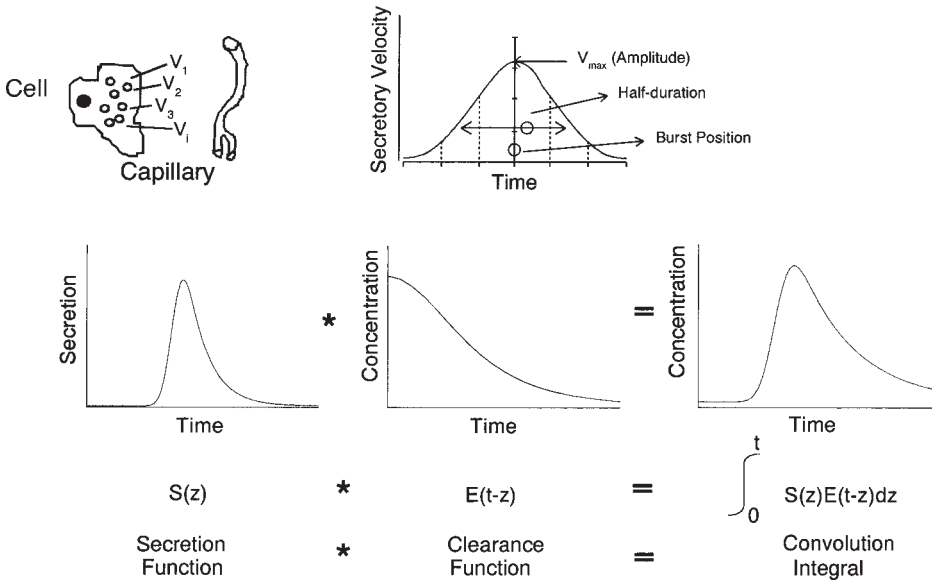 Cell
V1
V2
V3
Vi
Capillary
Secretory Velocity
Vmax (Amplitude)
Half-duration
Burst Position
Time
Secretion
Time
*
Concentration
Time
=
Concentration
Time
S(z) * E(t-z) = ∫ t 0 S(z)E(t-z)dz
Secretion * Clearance = Convolution
Function Function Integral